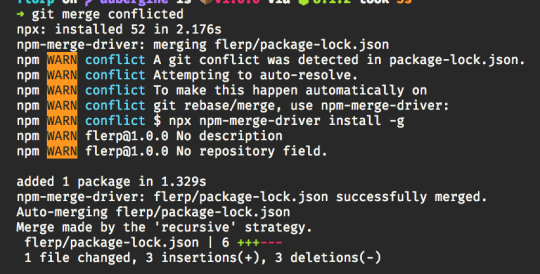 flerp on aubergine is v1.0.0 via v8.1.2 took 5s
➜ git merge conflicted
npx: installed 52 in 2.176s
npm-merge-driver: merging flerp/package-lock.json
npm WARN conflict A git conflict was detected in package-lock.json.
npm WARN conflict Attempting to auto-resolve.
npm WARN conflict To make this happen automatically on
npm WARN conflict git rebase/merge, use npm-merge-driver:
npm WARN conflict $ npx npm-merge-driver install -g
npm WARN flerp@1.0.0 No description
npm WARN flerp@1.0.0 No repository field.
added 1 package in 1.329s
npm-merge-driver: flerp/package-lock.json successfully merged.
Auto-merging flerp/package-lock.json
Merge made by the 'recursive' strategy.
flerp/package-lock.json | 6 +++---
1 file changed, 3 insertions(+), 3 deletions(-)